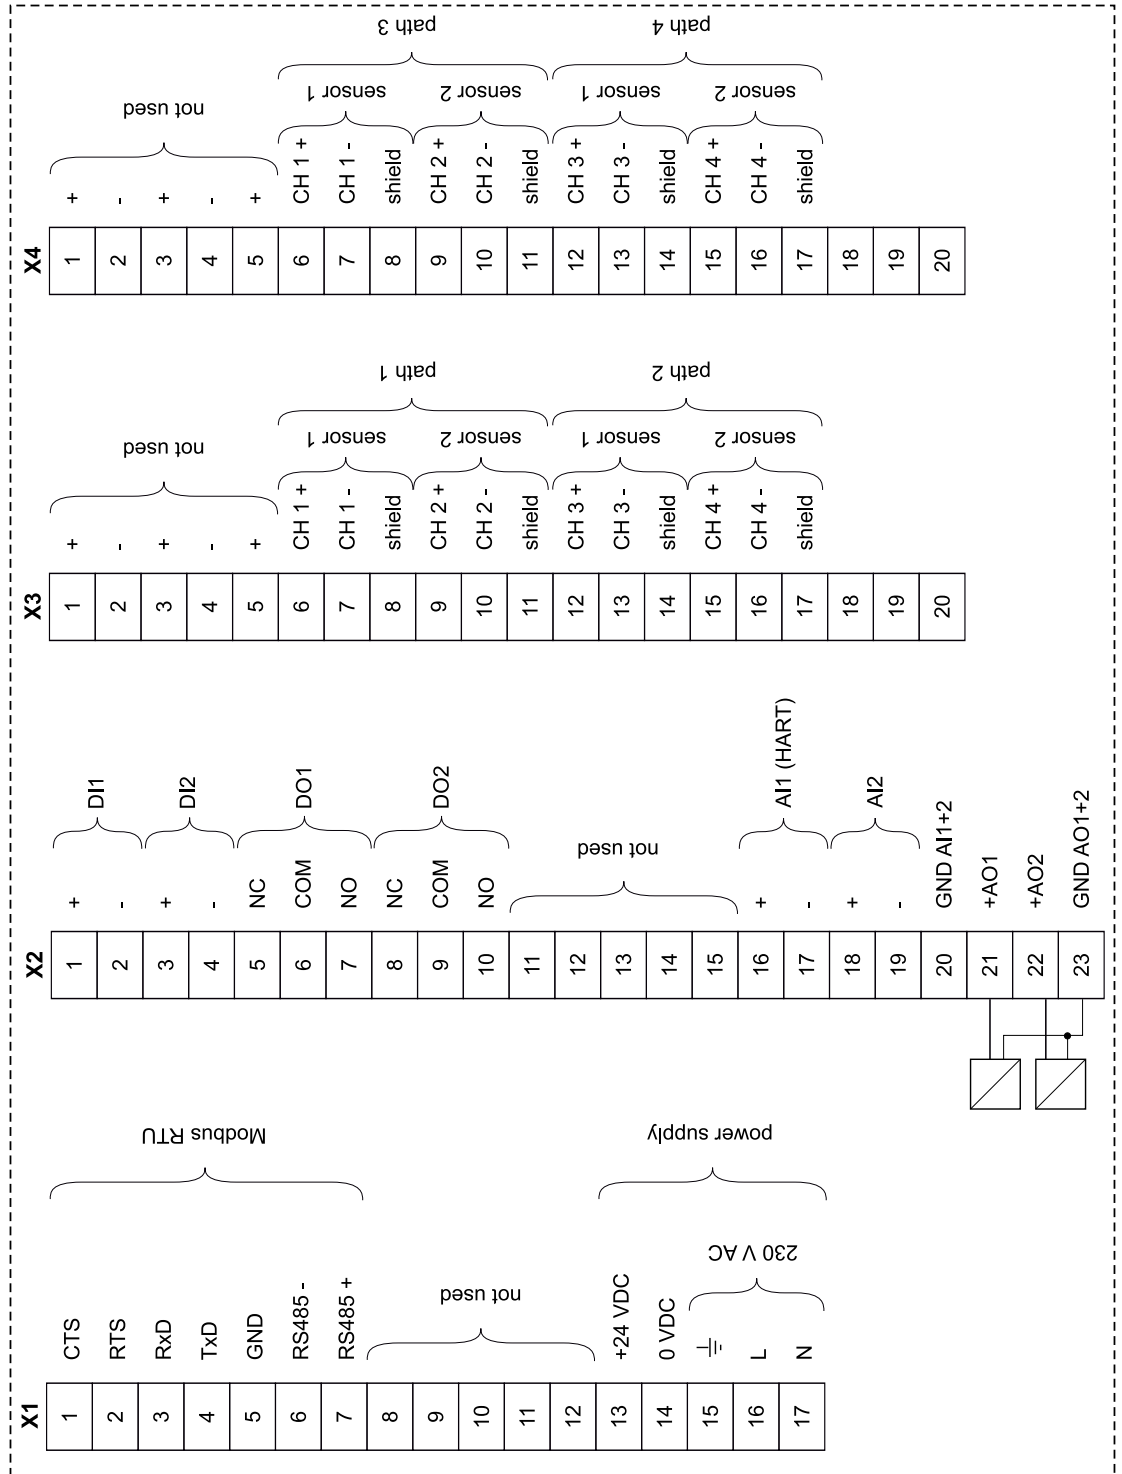 X4
1
2
3
4
5
6
7
8
9
10
11
12
13
14
15
16
17
18
19
20
+
-
+
-
+
CH 1 +
CH 1 -
shield
CH 2 +
CH 2 -
shield
CH 3 +
CH 3 -
shield
CH 4 +
CH 4 -
shield
not used
sensor 1
sensor 2
sensor 1
sensor 2
path 3
path 4
X3
1
2
3
4
5
6
7
8
9
10
11
12
13
14
15
16
17
18
19
20
+
-
+
-
+
CH 1 +
CH 1 -
shield
CH 2 +
CH 2 -
shield
CH 3 +
CH 3 -
shield
CH 4 +
CH 4 -
shield
not used
sensor 1
sensor 2
sensor 1
sensor 2
path 1
path 2
X2
1
2
3
4
5
6
7
8
9
10
11
12
13
14
15
16
17
18
19
20
21
22
23
+
-
+
-
NC
COM
NO
NC
COM
NO
not used
+
-
+
-
GND AI1+2
+AO1
+AO2
GND AO1+2
DI1
DI2
DO1
DO2
AI1 (HART)
AI2
X1
1
2
3
4
5
6
7
8
9
10
11
12
13
14
15
16
17
CTS
RTS
RxD
TxD
GND
RS485 -
RS485 +
not used
+24 VDC
0 VDC
L
N
230 V AC
Modbus RTU
power supply